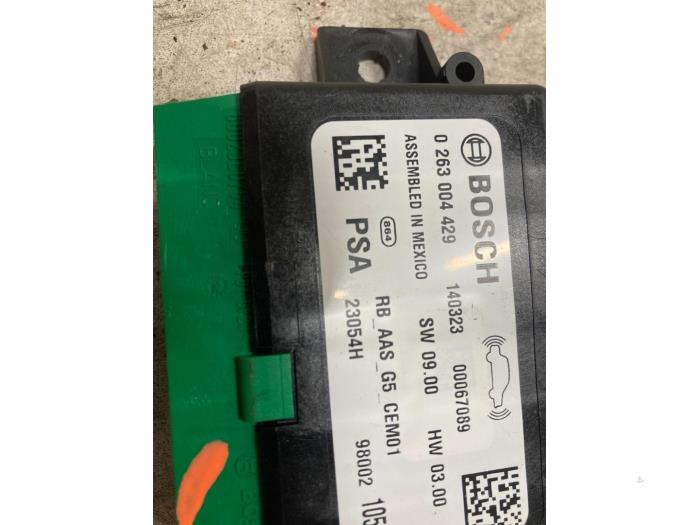 BOSCH
0 263 004 429 140323 00067089
ASSEMBLED IN MEXICO SW 09.00 HW 03.00
864
PSA RB_AAS_G5_CEM01
23054H 98002 105